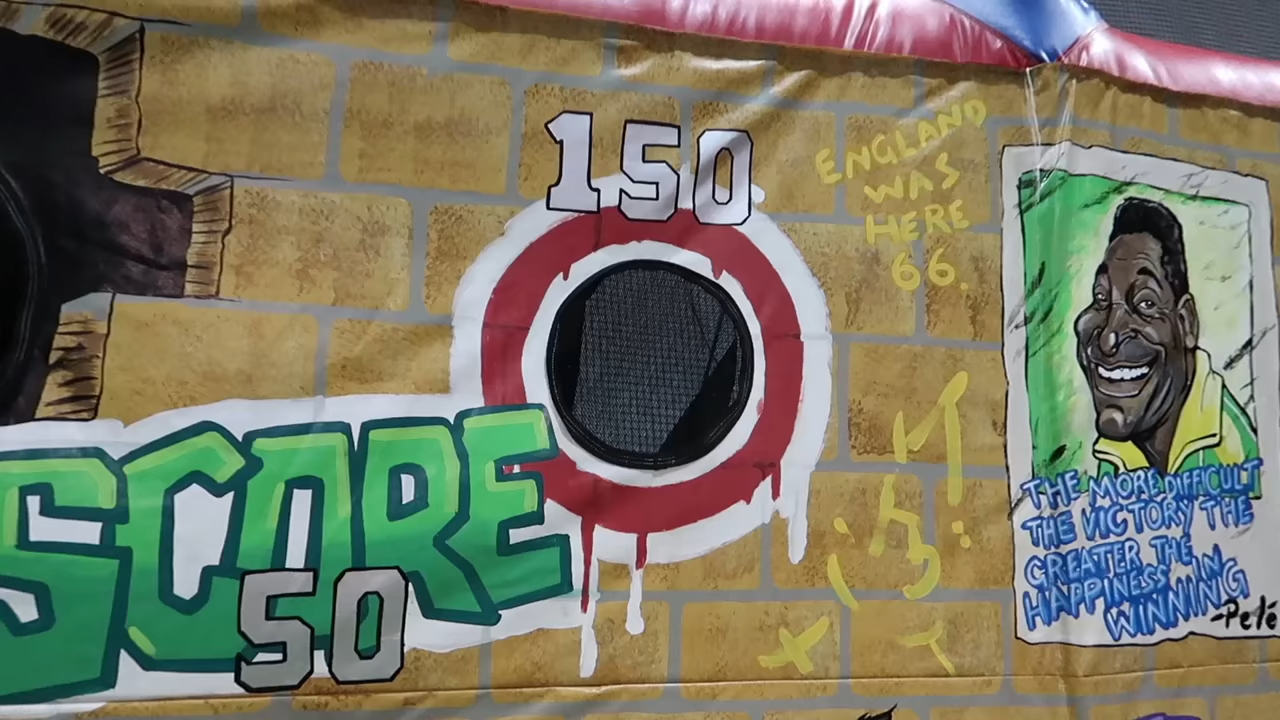 150
ENGLAND
WAS
HERE
66.
SCORE
50
THE MORE DIFFICULT
THE VICTORY THE
GREATER THE
HAPPINESS IN
WINNING
-Pelé